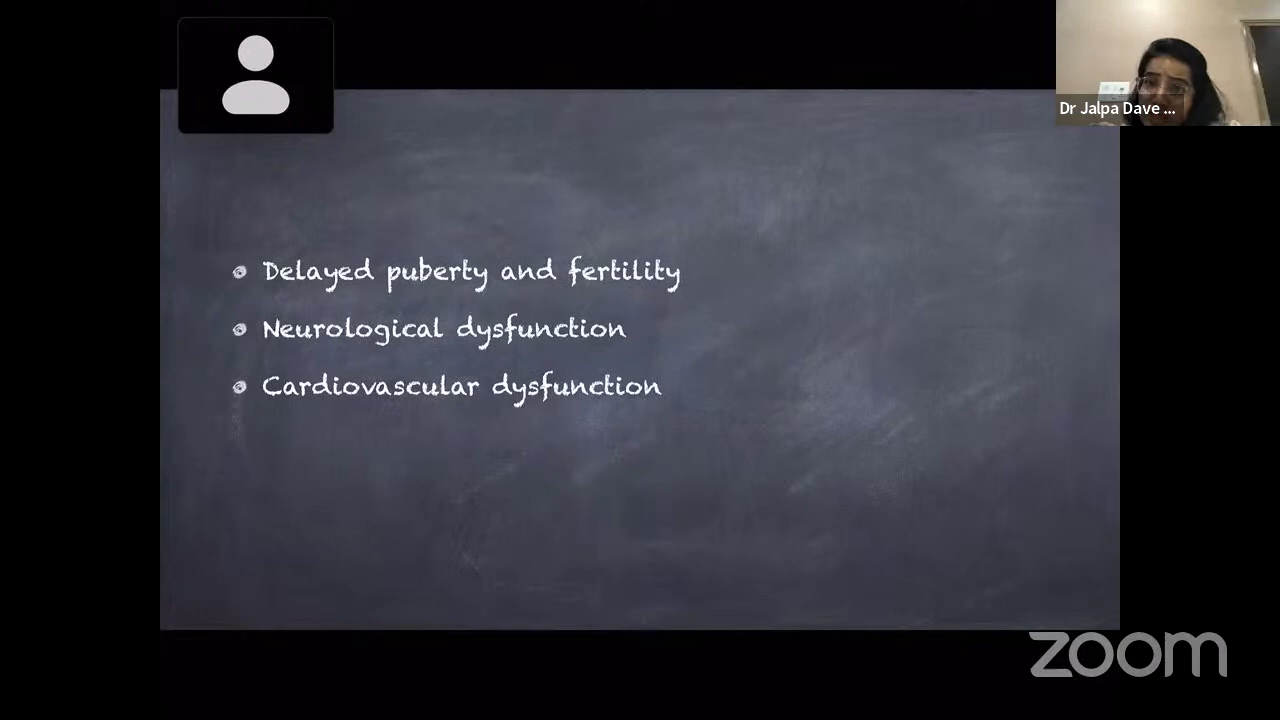 Dr Jalpa Dave ...
Delayed puberty and fertility
Neurological dysfunction
Cardiovascular dysfunction
zoom